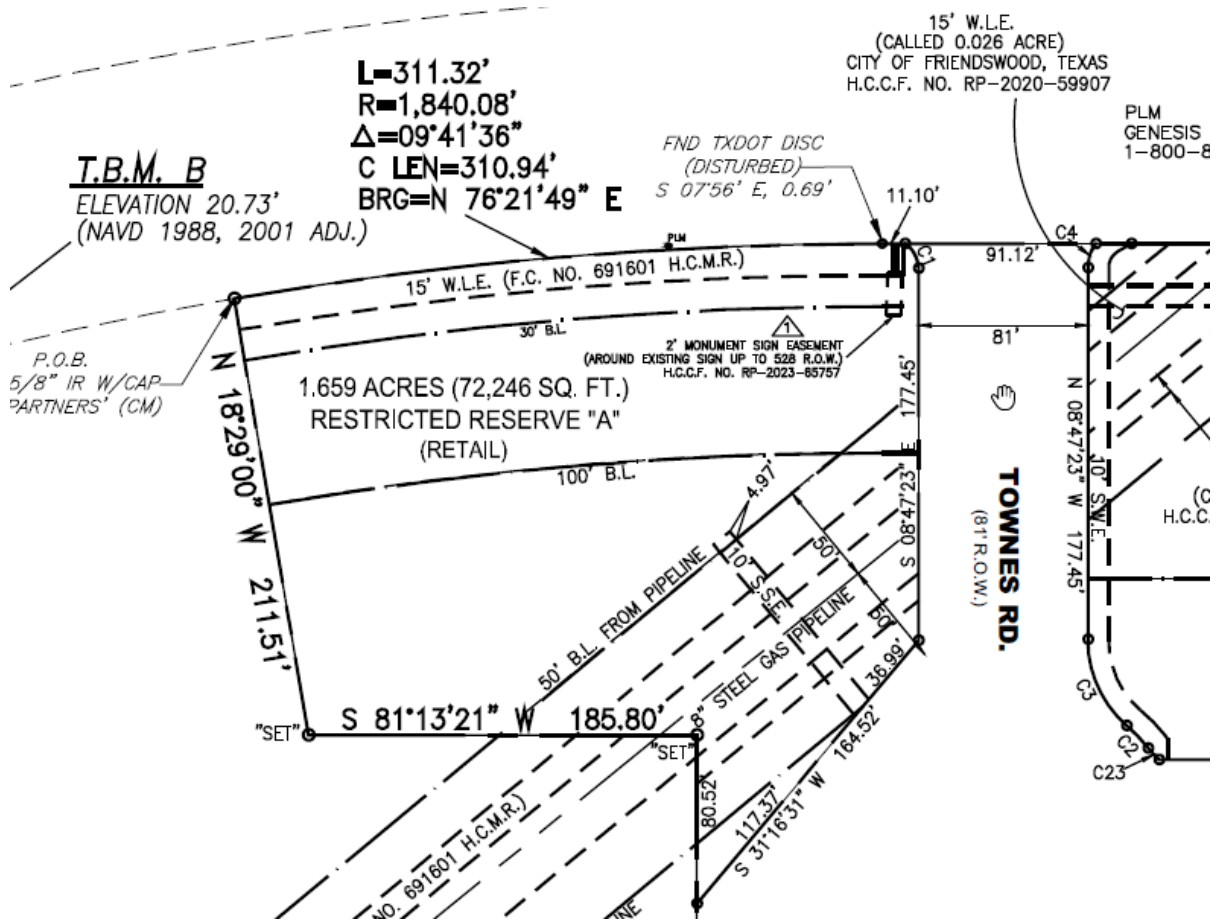 L=311.32'
R=1,840.08'
Δ=09°41'36"
C LEN=310.94'
BRG=N 76°21'49" E
T.B.M. B
ELEVATION 20.73'
(NAVD 1988, 2001 ADJ.)
FND TXDOT DISC
(DISTURBED)
S 07°56' E, 0.69'
15' W.L.E.
(CALLED 0.026 ACRE)
CITY OF FRIENDSWOOD, TEXAS
H.C.C.F. NO. RP-2020-59907
PLM
GENESIS
1-800-8
11.10'
PLM
C1
C4
91.12'
15' W.L.E. (F.C. NO. 691601 H.C.M.R.)
30' B.L.
1
2' MONUMENT SIGN EASEMENT
(AROUND EXISTING SIGN UP TO 528 R.O.W.)
H.C.C.F. NO. RP-2023-65757
81'
P.O.B.
5/8" IR W/CAP
PARTNERS' (CM)
1.659 ACRES (72,246 SQ. FT.)
RESTRICTED RESERVE "A"
(RETAIL)
100' B.L.
N 18°29'00" W 211.51'
S 08°47'23" E 177.45'
N 08°47'23" W 177.45'
10' S.W.E.
TOWNES RD.
(81' R.O.W.)
(C
H.C.C.
4.97'
50'
50'
10' S.S.E.
50' B.L. FROM PIPELINE
8" STEEL GAS PIPELINE
36.99'
"SET"
S 81°13'21" W 185.80'
"SET"
80.52'
117.37'
S 31°16'31" W 164.52'
C3
C2
C23
NO. 691601 H.C.M.R.)
INE